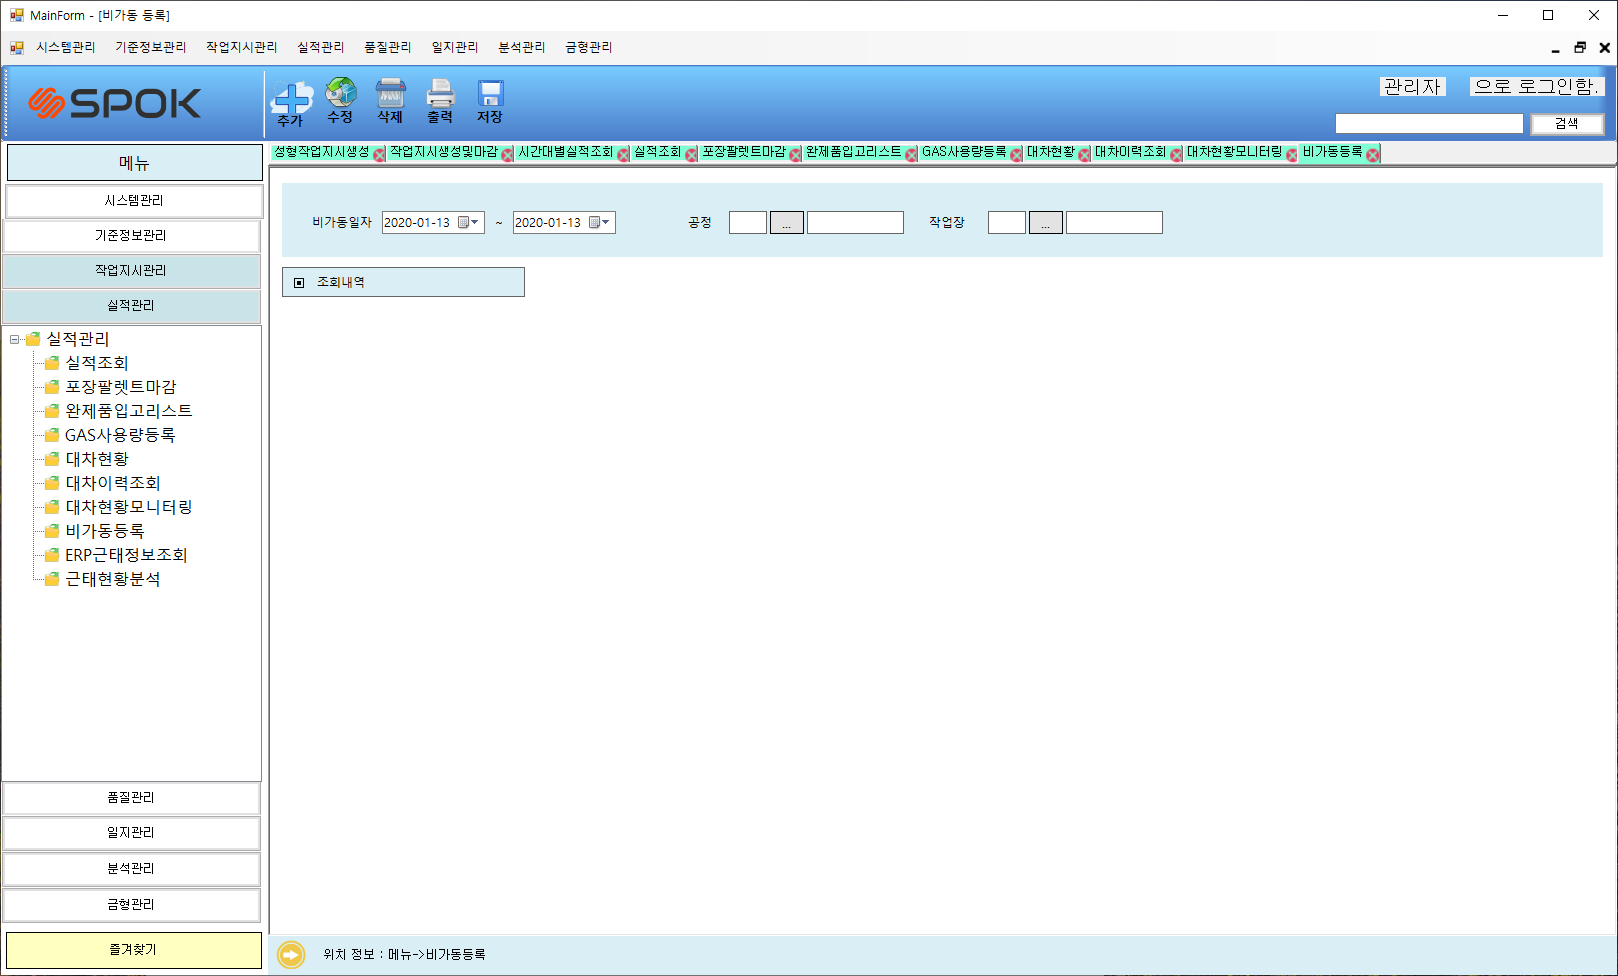 MainForm - [비가동 등록]
시스템관리 기준정보관리 작업지시관리 실적관리 품질관리 일지관리 분석관리 금형관리
SPOK
추가 수정 삭제 출력 저장
관리자 으로 로그인함.
검색
메뉴
성형작업지시생성 작업지시생성및마감 시간대별실적조회 실적조회 포장팔렛트마감 완제품입고리스트 GAS사용량등록 대차현황 대차이력조회 대차현황모니터링 비가동등록
시스템관리
기준정보관리
작업지시관리
실적관리
비가동일자 2020-01-13 ~ 2020-01-13 공정 ... 작업장 ...
조회내역
실적관리
실적조회
포장팔렛트마감
완제품입고리스트
GAS사용량등록
대차현황
대차이력조회
대차현황모니터링
비가동등록
ERP근태정보조회
근태현황분석
품질관리
일지관리
분석관리
금형관리
즐겨찾기
위치 정보 : 메뉴->비가동등록